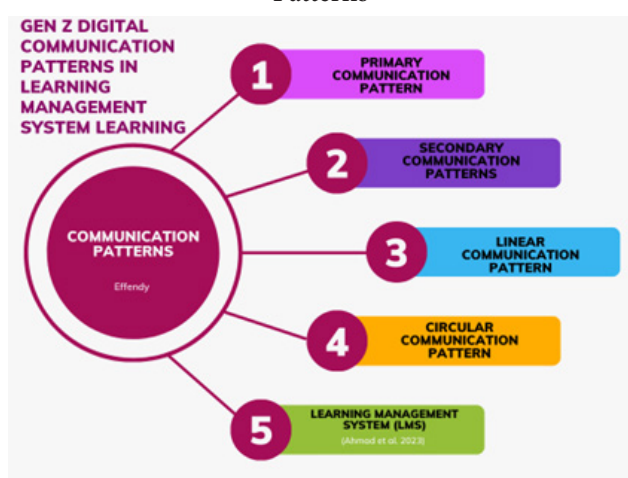 Patterns
GEN Z DIGITAL
COMMUNICATION
PATTERNS IN
LEARNING
MANAGEMENT
SYSTEM LEARNING
1
PRIMARY
COMMUNICATION
PATTERN
2
SECONDARY
COMMUNICATION
PATTERNS
COMMUNICATION
PATTERNS
Effendy
3
LINEAR
COMMUNICATION
PATTERN
4
CIRCULAR
COMMUNICATION
PATTERN
5
LEARNING MANAGEMENT
SYSTEM (LMS)
(Ahmad et al. 2023)